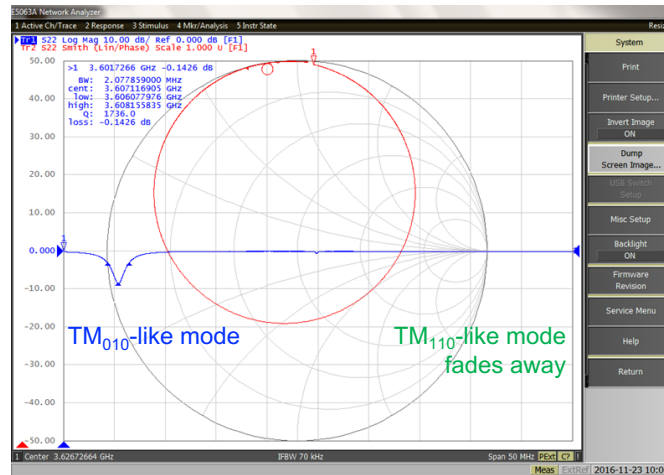 E5063A Network Analyzer
1 Active Ch/Trace 2 Response 3 Stimulus 4 Mkr/Analysis 5 Instr State
Tr1 S22 Log Mag 10.00 dB/ Ref 0.000 dB [F1]
Tr2 S22 Smith (Lin/Phase) Scale 1.000 U [F1]
>1 3.6017266 GHz -0.1426 dB
BW: 2.077859000 MHz
cent: 3.607116905 GHz
low: 3.606077976 GHz
high: 3.608155835 GHz
Q: 1736.0
loss: -0.1426 dB
1
1
50.00
40.00
30.00
20.00
10.00
0.000
-10.00
-20.00
-30.00
-40.00
-50.00
TM010-like mode
TM110-like mode
fades away
1 Center 3.62672664 GHz IFBW 70 kHz Span 50 MHz PExt C?
Meas ExtRef 2016-11-23 10:0
System
Print
Printer Setup...
Invert Image
ON
Dump
Screen Image...
USB Switch
Setup
Misc Setup
Backlight
ON
Firmware
Revision
Service Menu
Help
Return